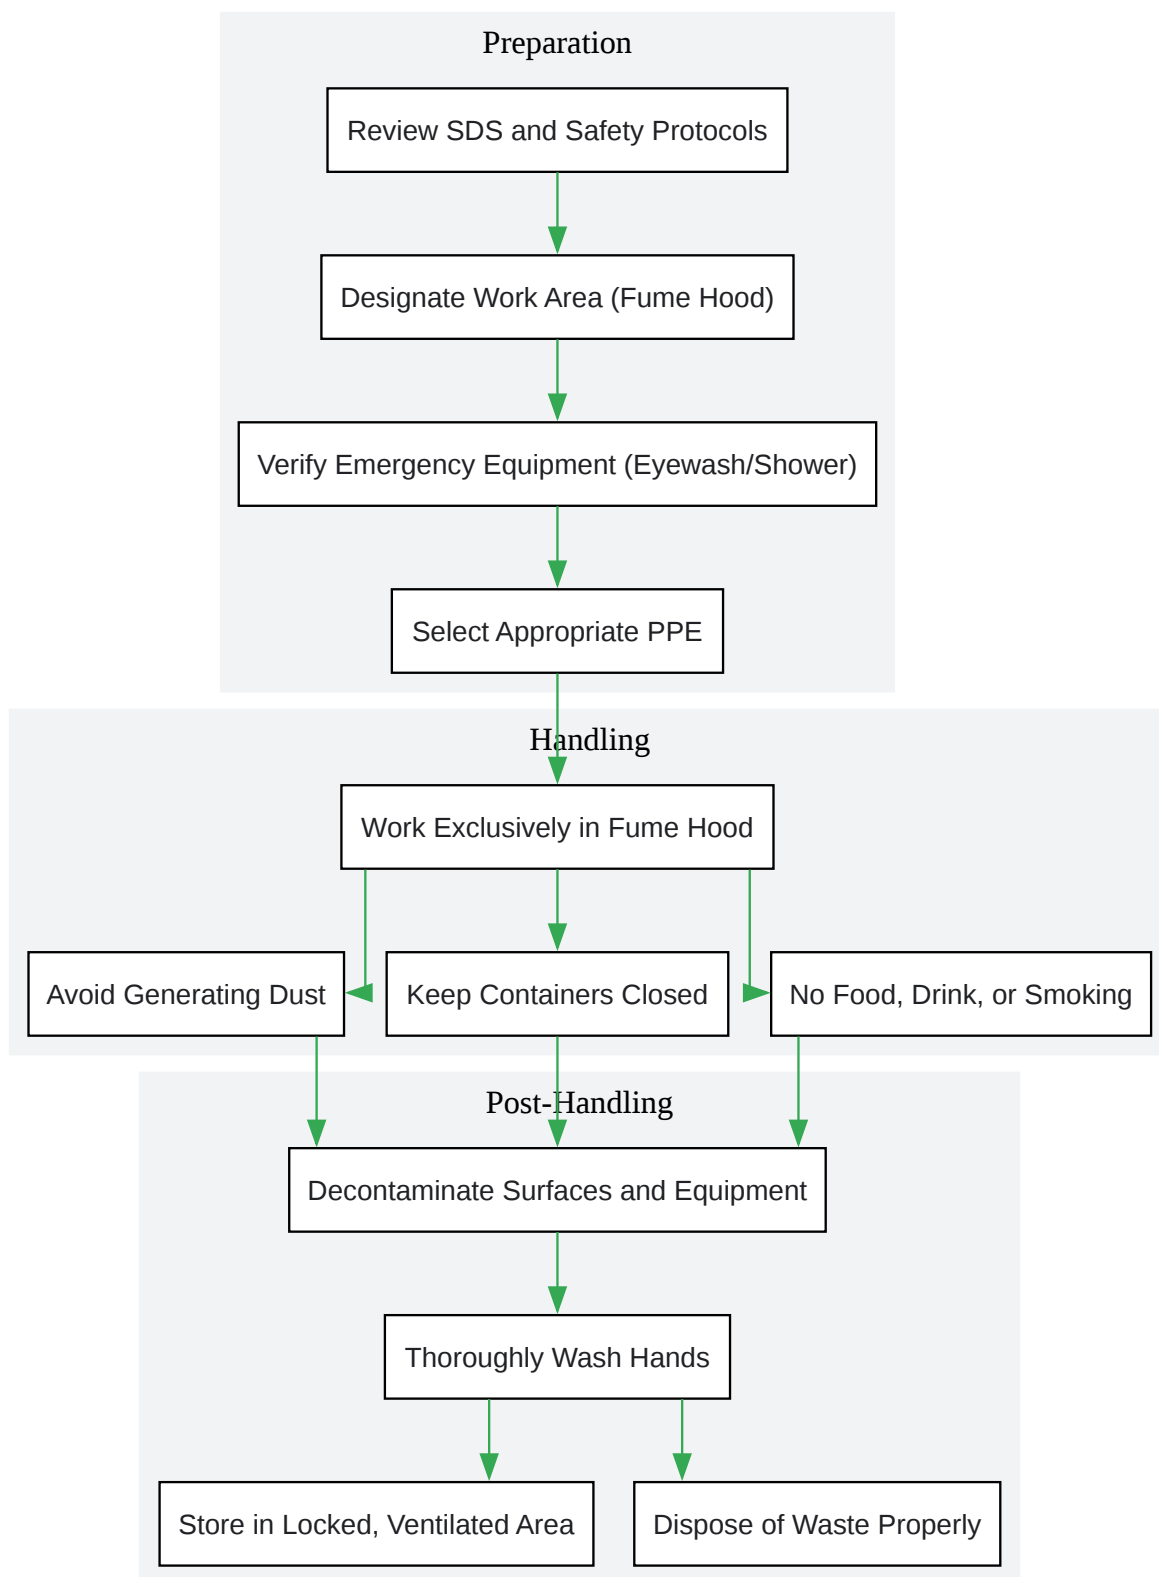 Preparation
Review SDS and Safety Protocols
Designate Work Area (Fume Hood)
Verify Emergency Equipment (Eyewash/Shower)
Select Appropriate PPE
Handling
Work Exclusively in Fume Hood
Avoid Generating Dust
Keep Containers Closed
No Food, Drink, or Smoking
Post-Handling
Decontaminate Surfaces and Equipment
Thoroughly Wash Hands
Store in Locked, Ventilated Area
Dispose of Waste Properly